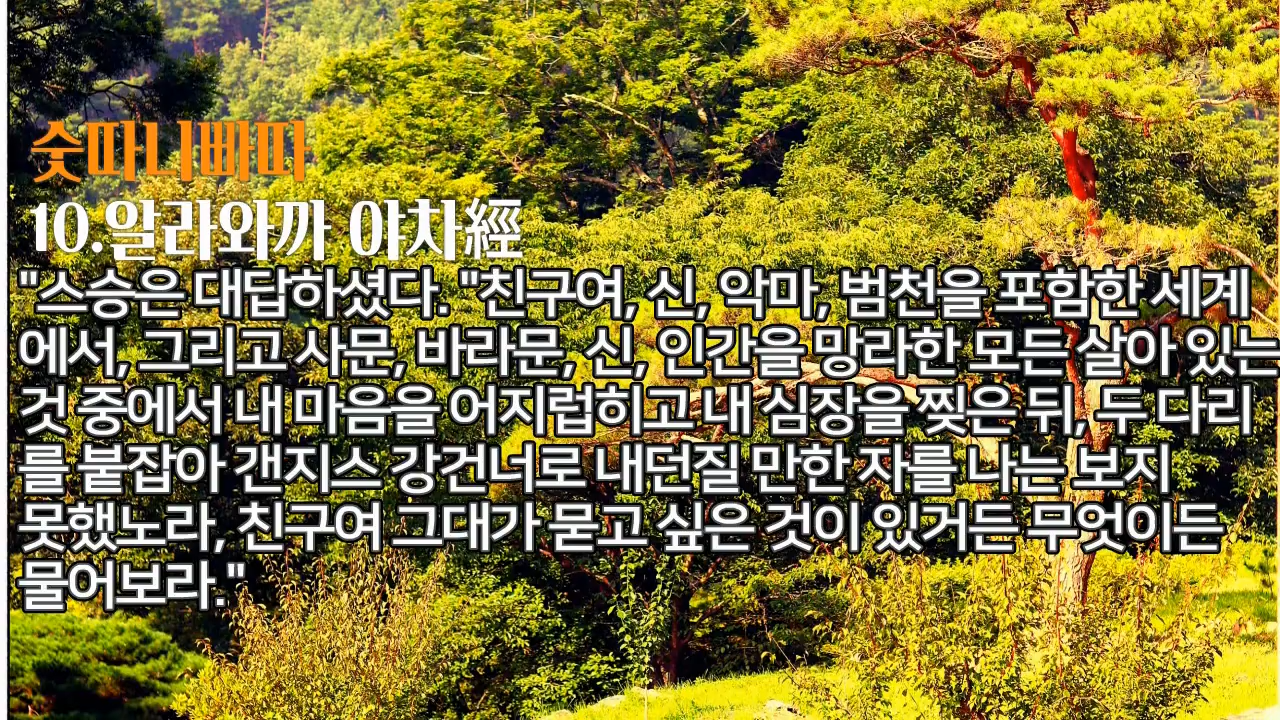 숫따니빠따
10.알라와까 야차經
"스승은 대답하셨다. "친구여, 신, 악마, 범천을 포함한 세계
에서, 그리고 사문, 바라문, 신, 인간을 망라한 모든 살아 있는
것 중에서 내 마음을 어지럽히고 내 심장을 찢은 뒤, 두 다리
를 붙잡아 갠지스 강건너로 내던질 만한 자를 나는 보지
못했노라, 친구여 그대가 묻고 싶은 것이 있거든 무엇이든
물어보라."